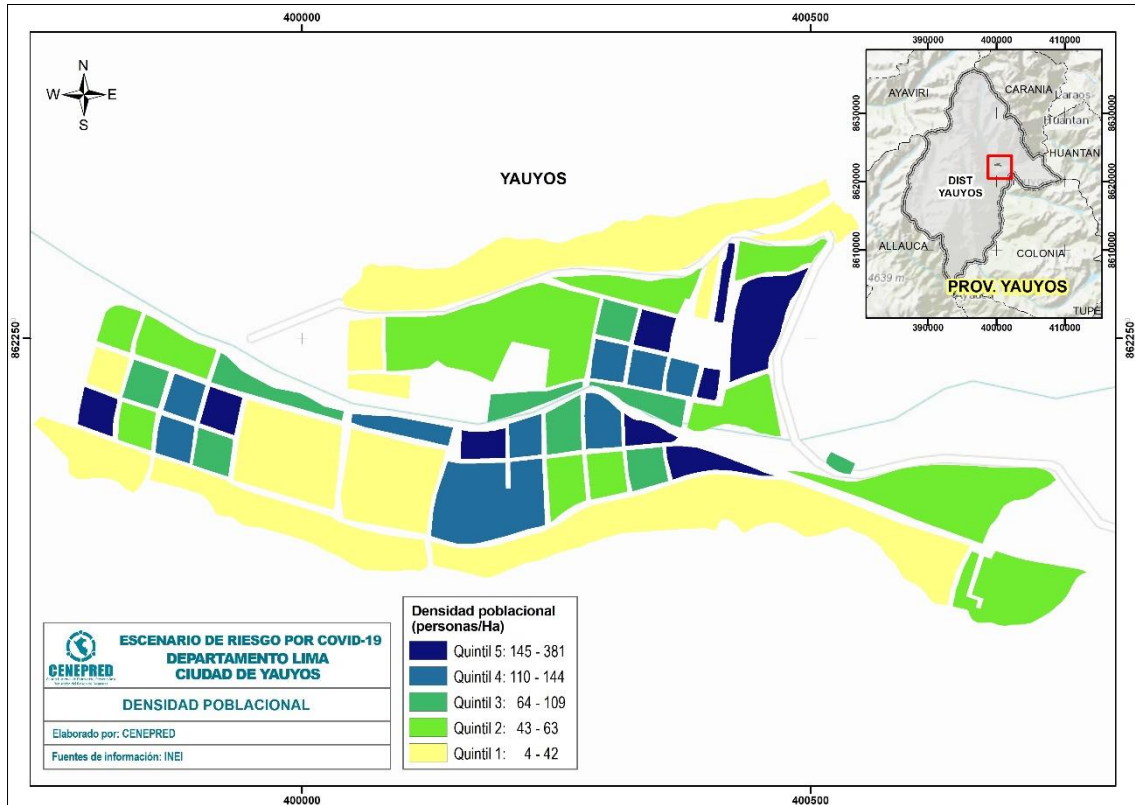 400000 400500
390000 400000 410000
N
W E
S
YAUYOS
AYAVIRI
CARANIA
Laraos
Huantan
HUANTAN
DIST
YAUYOS
ALLAUCA
COLONIA
4639 m
PROV. YAUYOS
TUPE
8630000 8630000
8620000 8620000
8610000 8610000
390000 400000 410000
862250 862250
ESCENARIO DE RIESGO POR COVID-19
DEPARTAMENTO LIMA
CIUDAD DE YAUYOS
CENEPRED
DENSIDAD POBLACIONAL
Elaborado por: CENEPRED
Fuentes de información: INEI
Densidad poblacional
(personas/Ha)
Quintil 5: 145 - 381
Quintil 4: 110 - 144
Quintil 3: 64 - 109
Quintil 2: 43 - 63
Quintil 1: 4 - 42
400000 400500